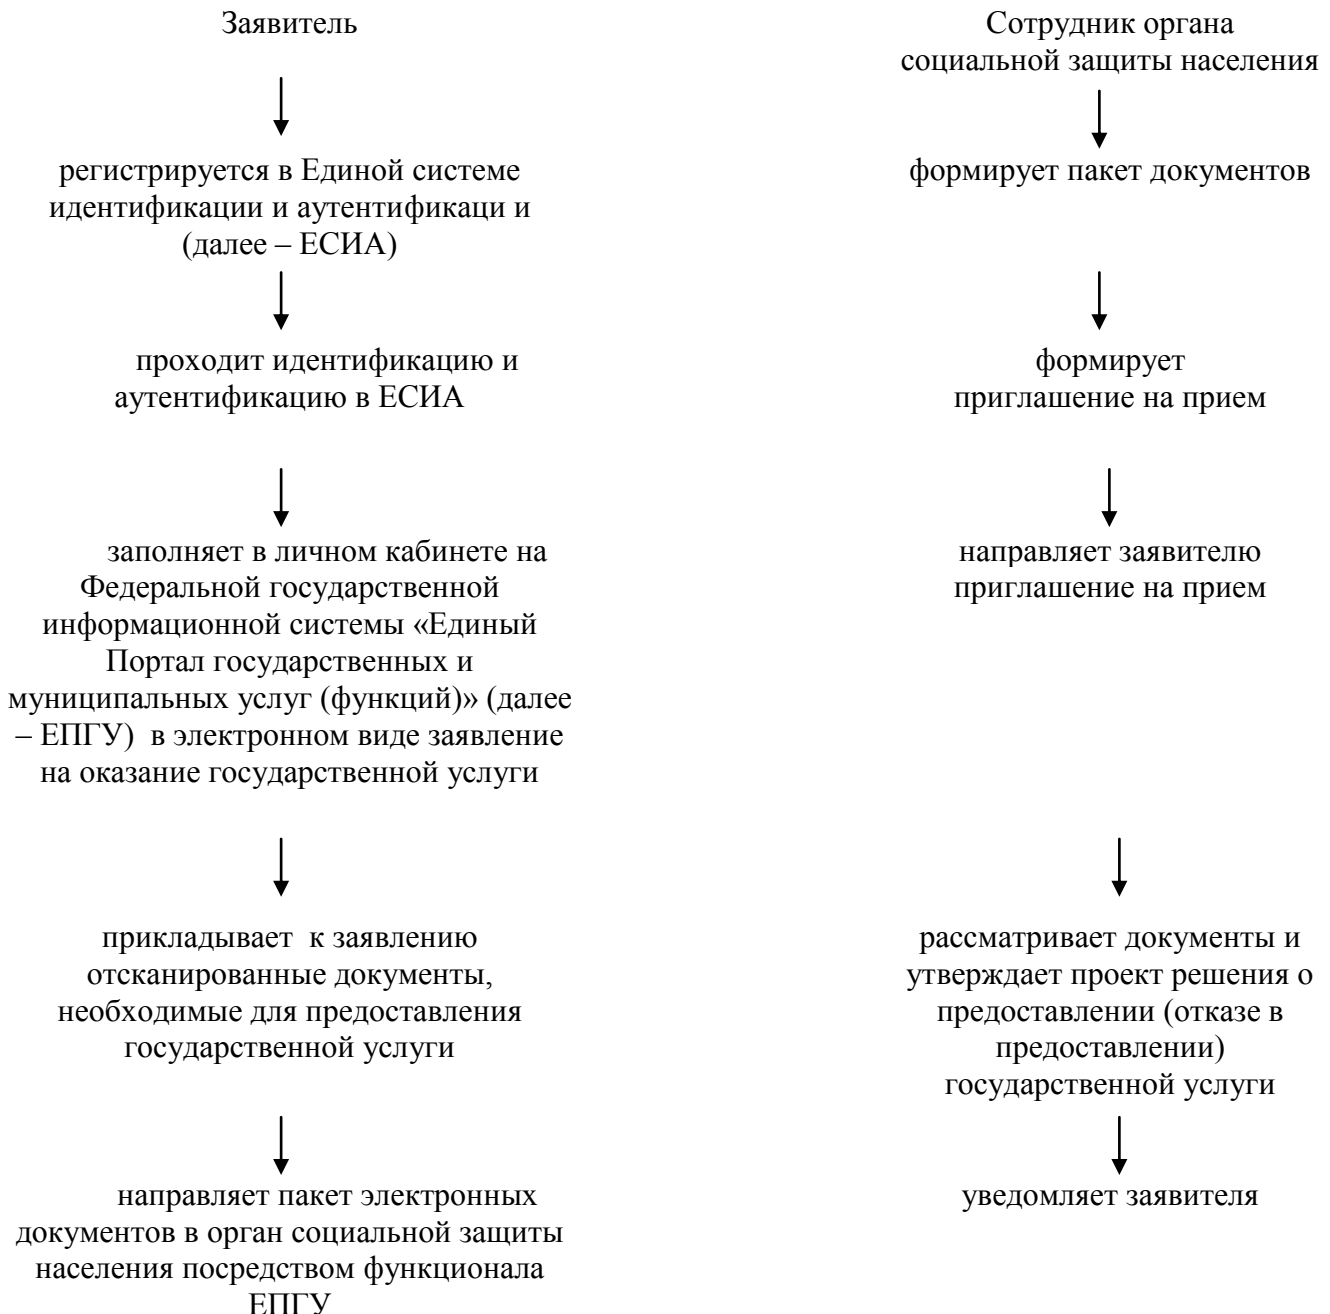 Заявитель
регистрируется в Единой системе
идентификации и аутентификаци и
(далее – ЕСИА)
проходит идентификацию и
аутентификацию в ЕСИА
заполняет в личном кабинете на
Федеральной государственной
информационной системы «Единый
Портал государственных и
муниципальных услуг (функций)» (далее
– ЕПГУ) в электронном виде заявление
на оказание государственной услуги
прикладывает к заявлению
отсканированные документы,
необходимые для предоставления
государственной услуги
направляет пакет электронных
документов в орган социальной защиты
населения посредством функционала
ЕПГУ
Сотрудник органа
социальной защиты населения
формирует пакет документов
формирует
приглашение на прием
направляет заявителю
приглашение на прием
рассматривает документы и
утверждает проект решения о
предоставлении (отказе в
предоставлении)
государственной услуги
уведомляет заявителя